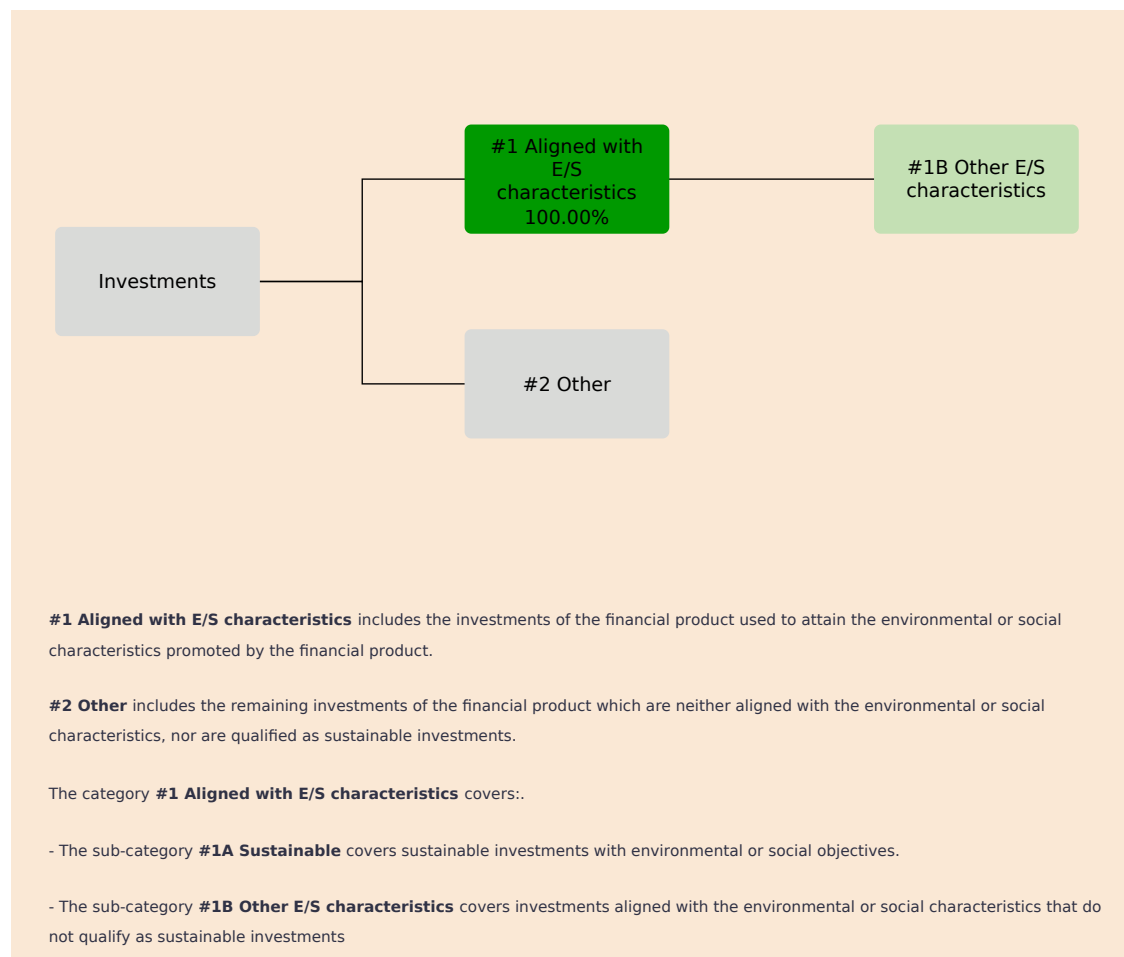 #1 Aligned with
E/S
characteristics
100.00%
#1B Other E/S
characteristics
Investments
#2 Other
#1 Aligned with E/S characteristics includes the investments of the financial product used to attain the environmental or social
characteristics promoted by the financial product.
#2 Other includes the remaining investments of the financial product which are neither aligned with the environmental or social
characteristics, nor are qualified as sustainable investments.
The category #1 Aligned with E/S characteristics covers:.
- The sub-category #1A Sustainable covers sustainable investments with environmental or social objectives.
- The sub-category #1B Other E/S characteristics covers investments aligned with the environmental or social characteristics that do
not qualify as sustainable investments